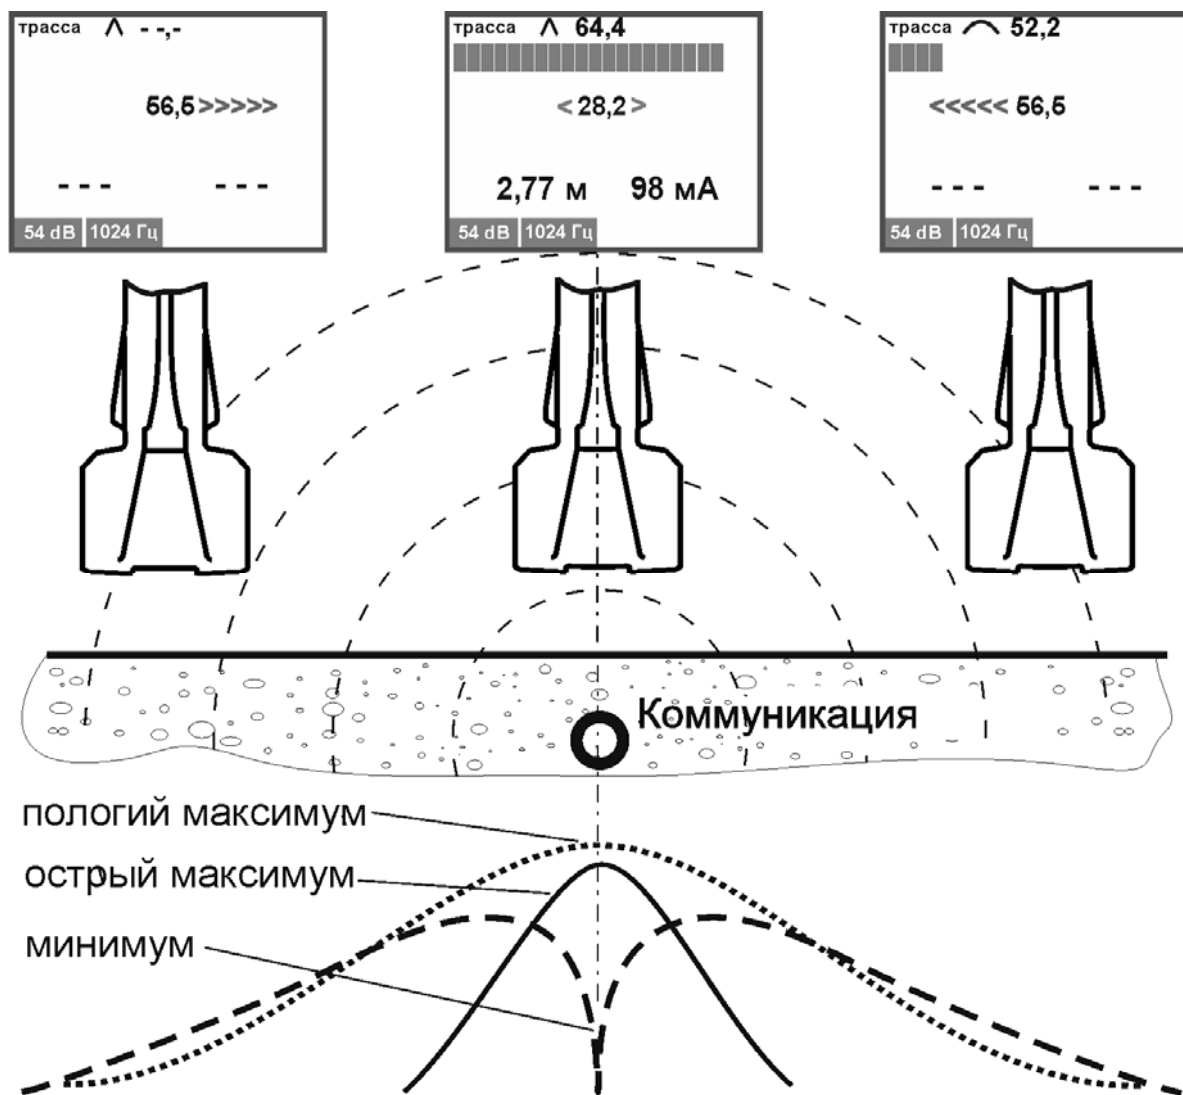 трасса Λ - -,-
56,5 >>>>>
- - - - - -
54 dB 1024 Гц
трасса Λ 64,4
< 28,2 >
2,77 м 98 мА
54 dB 1024 Гц
трасса ⌒ 52,2
<<<<< 56,5
- - - - - -
54 dB 1024 Гц
Коммуникация
пологий максимум
острый максимум
минимум